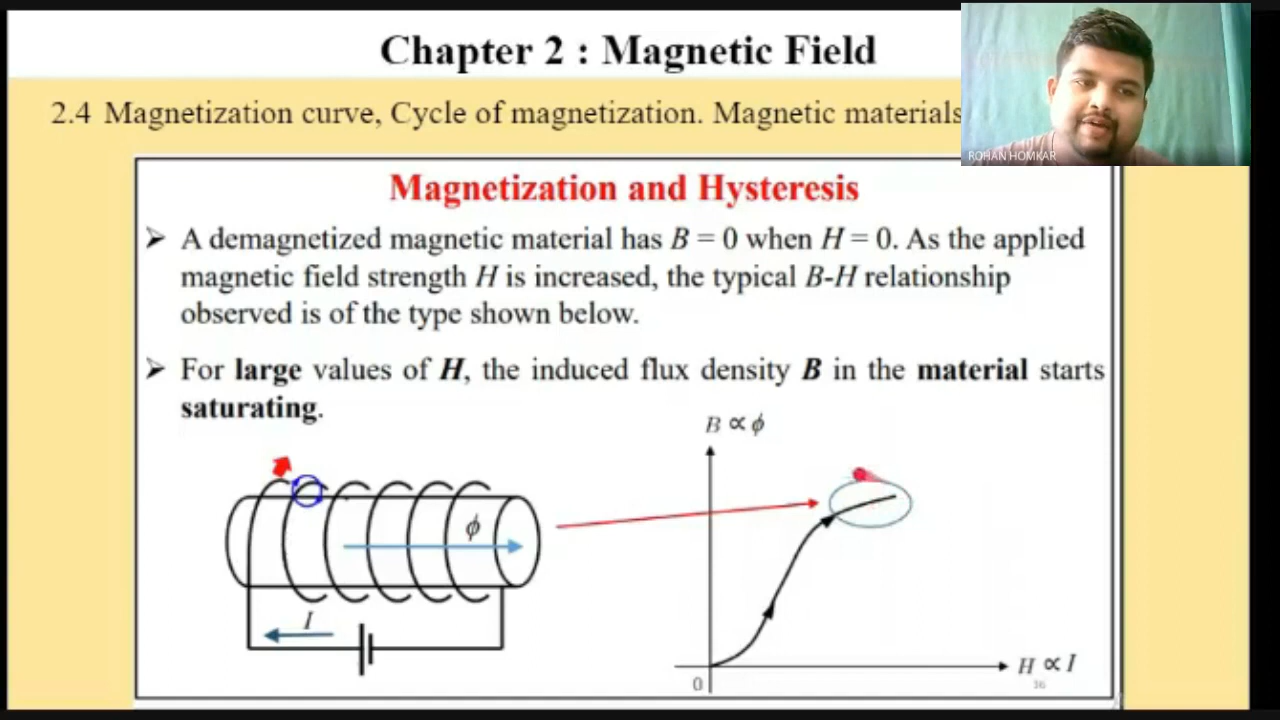 Chapter 2 : Magnetic Field
2.4 Magnetization curve, Cycle of magnetization. Magnetic materials
ROHAN HOMKAR
Magnetization and Hysteresis
➢ A demagnetized magnetic material has B = 0 when H = 0. As the applied
magnetic field strength H is increased, the typical B-H relationship
observed is of the type shown below.
➢ For large values of H, the induced flux density B in the material starts
saturating.
B ∝ ϕ
ϕ
I
H ∝ I
0
16